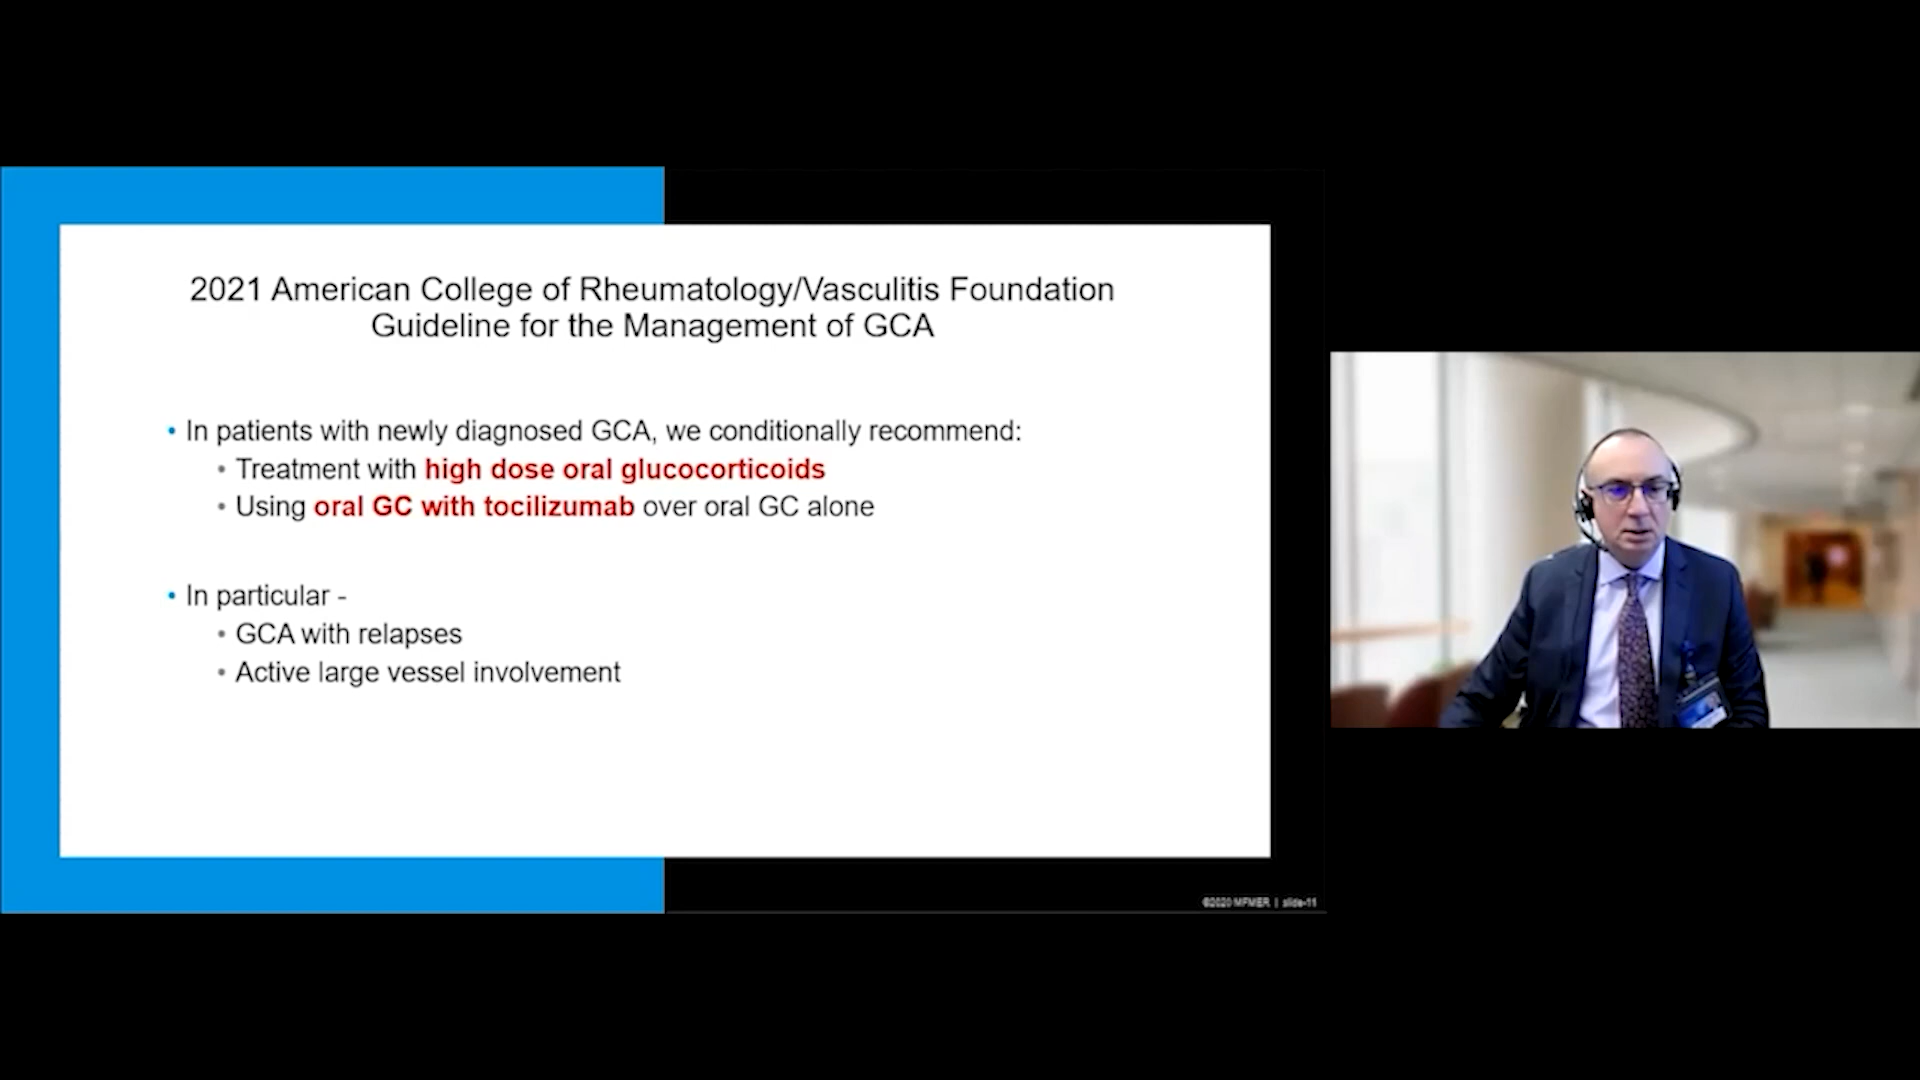 2021 American College of Rheumatology/Vasculitis Foundation
Guideline for the Management of GCA
• In patients with newly diagnosed GCA, we conditionally recommend:
• Treatment with high dose oral glucocorticoids
• Using oral GC with tocilizumab over oral GC alone
• In particular -
• GCA with relapses
• Active large vessel involvement
©2020 MFMER | slide-11